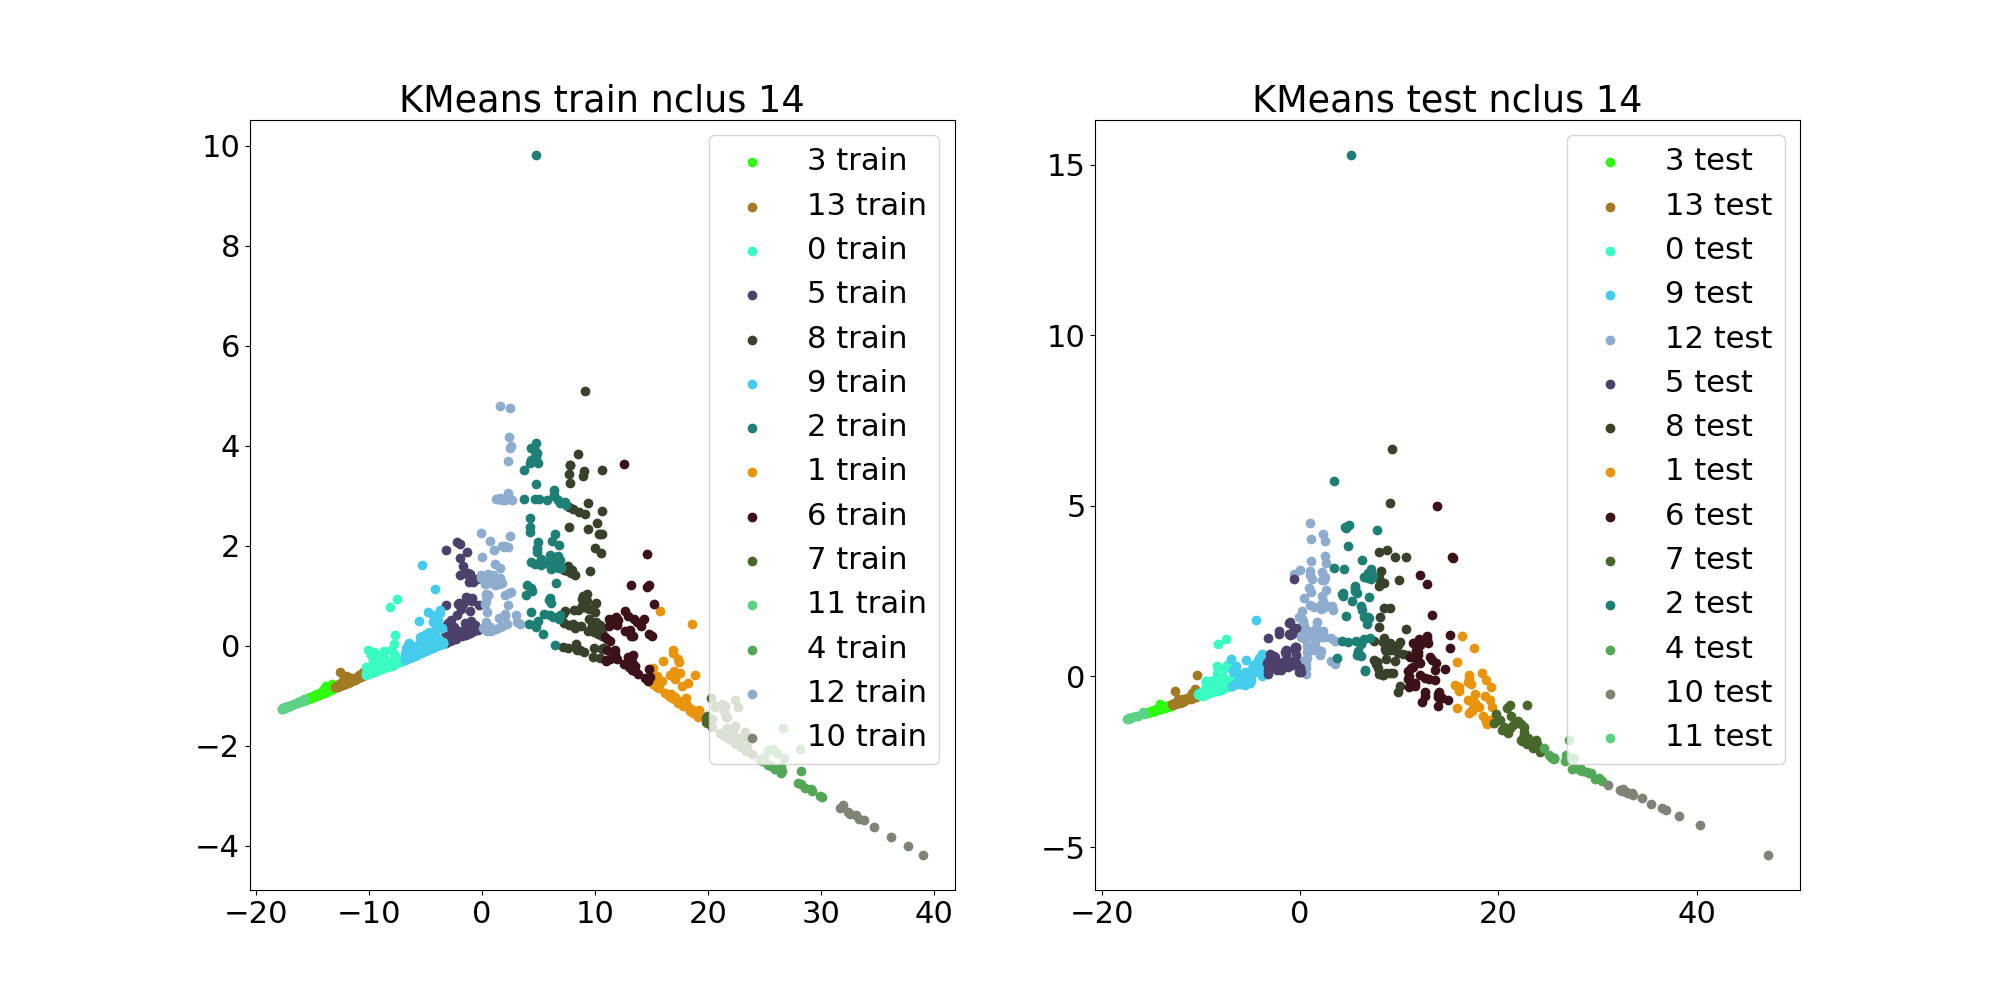 KMeans train nclus 14
10
8
6
4
2
0
−2
−4
−20
−10
0
10
20
30
40
3 train
13 train
0 train
5 train
8 train
9 train
2 train
1 train
6 train
7 train
11 train
4 train
12 train
10 train
KMeans test nclus 14
15
10
5
0
−5
−20
0
20
40
3 test
13 test
0 test
9 test
12 test
5 test
8 test
1 test
6 test
7 test
2 test
4 test
10 test
11 test